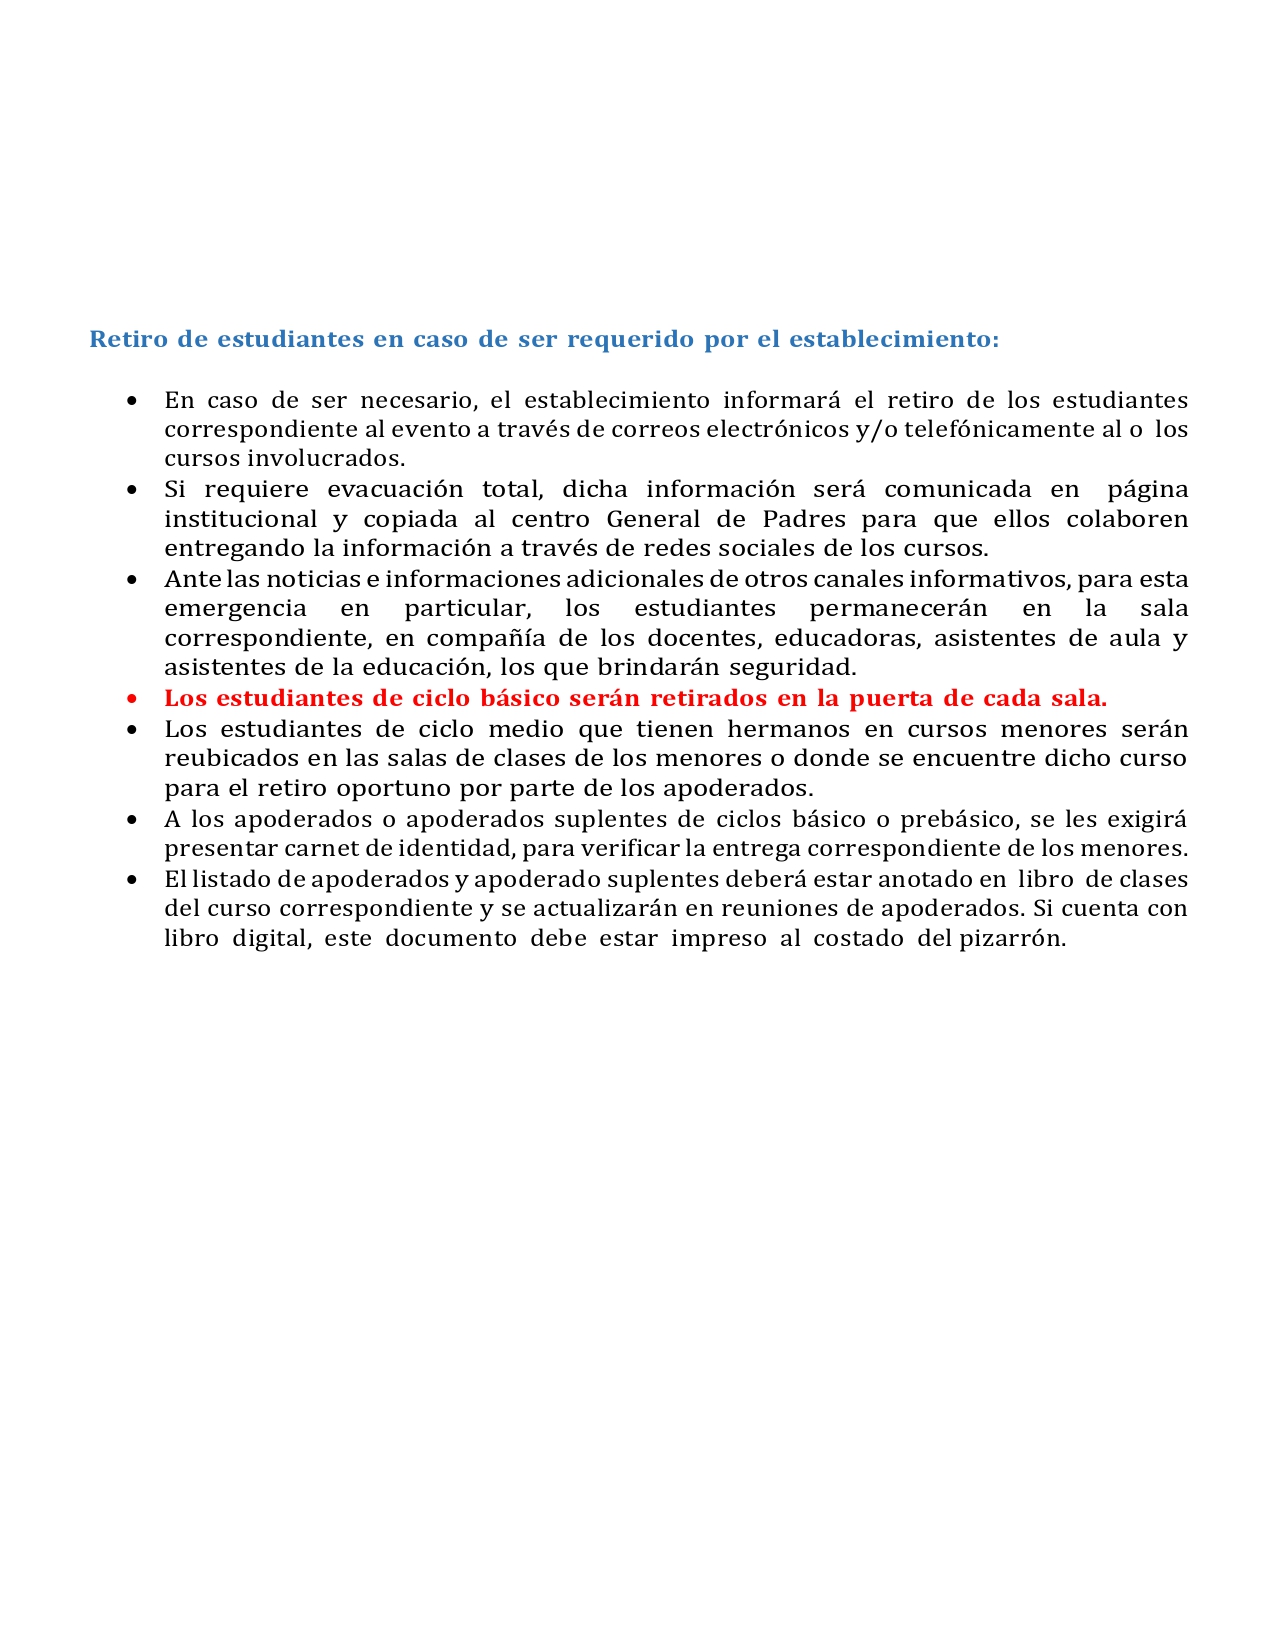 Retiro de estudiantes en caso de ser requerido por el establecimiento:
• En caso de ser necesario, el establecimiento informará el retiro de los estudiantes
correspondiente al evento a través de correos electrónicos y/o telefónicamente al o los
cursos involucrados.
• Si requiere evacuación total, dicha información será comunicada en página
institucional y copiada al centro General de Padres para que ellos colaboren
entregando la información a través de redes sociales de los cursos.
• Ante las noticias e informaciones adicionales de otros canales informativos, para esta
emergencia en particular, los estudiantes permanecerán en la sala
correspondiente, en compañía de los docentes, educadoras, asistentes de aula y
asistentes de la educación, los que brindarán seguridad.
• Los estudiantes de ciclo básico serán retirados en la puerta de cada sala.
• Los estudiantes de ciclo medio que tienen hermanos en cursos menores serán
reubicados en las salas de clases de los menores o donde se encuentre dicho curso
para el retiro oportuno por parte de los apoderados.
• A los apoderados o apoderados suplentes de ciclos básico o prebásico, se les exigirá
presentar carnet de identidad, para verificar la entrega correspondiente de los menores.
• El listado de apoderados y apoderado suplentes deberá estar anotado en libro de clases
del curso correspondiente y se actualizarán en reuniones de apoderados. Si cuenta con
libro digital, este documento debe estar impreso al costado del pizarrón.